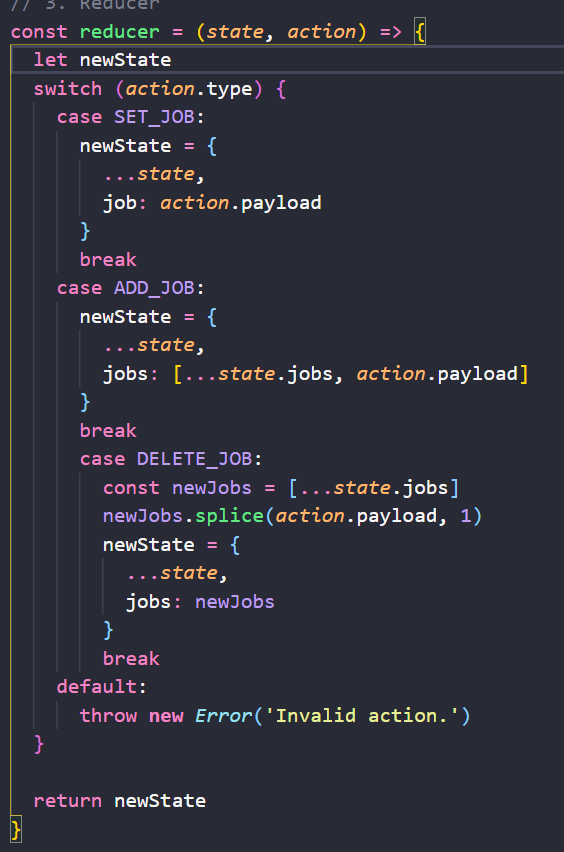 // 3. Reducer
const reducer = (state, action) => {
  let newState
  switch (action.type) {
    case SET_JOB:
      newState = {
        ...state,
        job: action.payload
      }
      break
    case ADD_JOB:
      newState = {
        ...state,
        jobs: [...state.jobs, action.payload]
      }
      break
      case DELETE_JOB:
        const newJobs = [...state.jobs]
        newJobs.splice(action.payload, 1)
        newState = {
          ...state,
          jobs: newJobs
        }
        break
    default:
      throw new Error('Invalid action.')
  }

  return newState
}